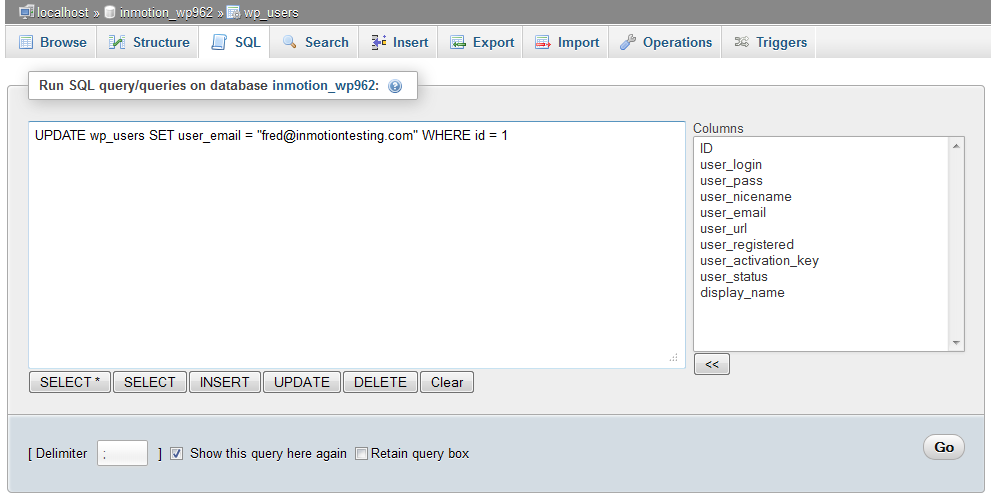 localhost » inmotion_wp962 » wp_users
Browse Structure SQL Search Insert Export Import Operations Triggers
Run SQL query/queries on database inmotion_wp962:
UPDATE wp_users SET user_email = "fred@inmotiontesting.com" WHERE id = 1
Columns
ID
user_login
user_pass
user_nicename
user_email
user_url
user_registered
user_activation_key
user_status
display_name
<<
SELECT * SELECT INSERT UPDATE DELETE Clear
[ Delimiter ; ] Show this query here again Retain query box
Go